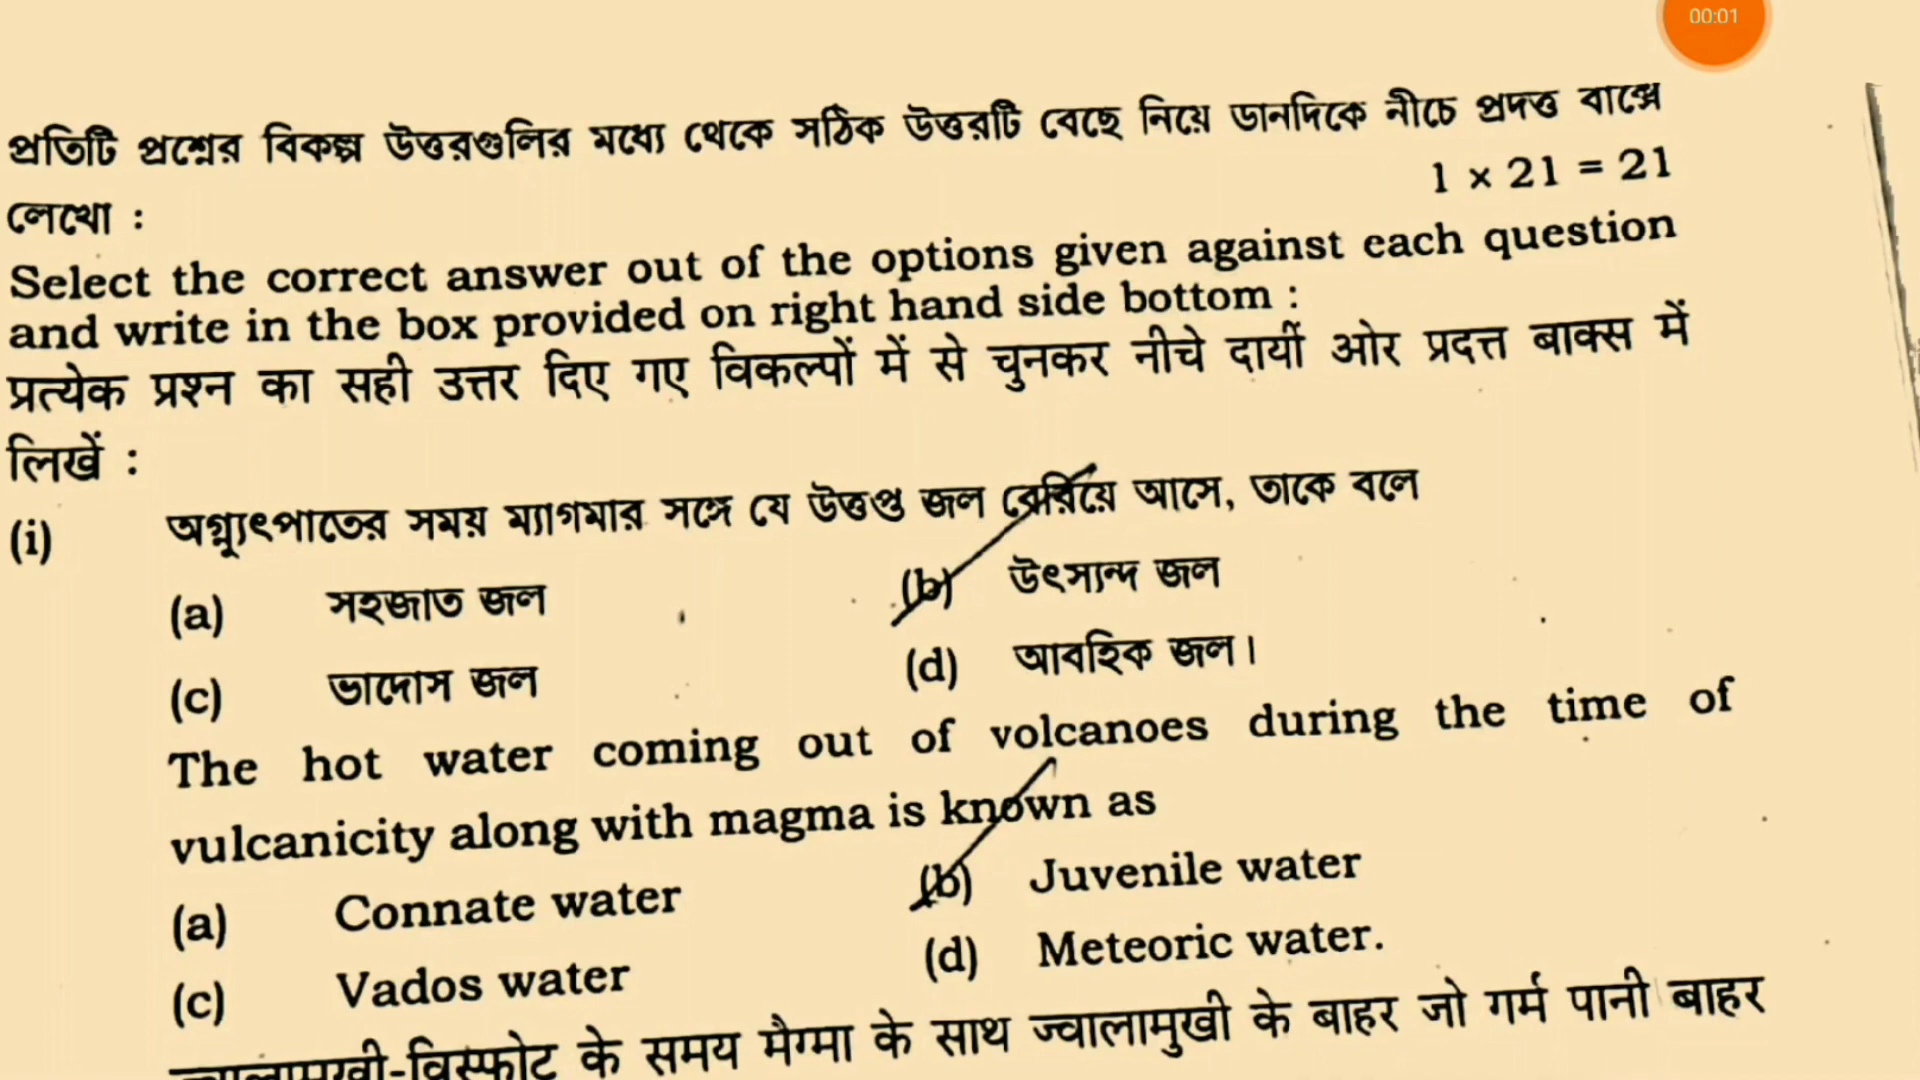 00:01
প্রতিটি প্রশ্নের বিকল্প উত্তরগুলির মধ্যে থেকে সঠিক উত্তরটি বেছে নিয়ে ডানদিকে নীচে প্রদত্ত বাক্সে
লেখো :
1 × 21 = 21
Select the correct answer out of the options given against each question
and write in the box provided on right hand side bottom :
प्रत्येक प्रश्न का सही उत्तर दिए गए विकल्पों में से चुनकर नीचे दायीं ओर प्रदत्त बाक्स में
लिखें :
(i) অগ্ন্যুৎপাতের সময় ম্যাগমার সঙ্গে যে উত্তপ্ত জল বেরিয়ে আসে, তাকে বলে
(a) সহজাত জল (b) উৎস্যন্দ জল
(c) ভাদোস জল (d) আবহিক জল।
The hot water coming out of volcanoes during the time of
vulcanicity along with magma is known as
(a) Connate water (b) Juvenile water
(c) Vados water (d) Meteoric water.
ज्वालामुखी-विस्फोट के समय मैग्मा के साथ ज्वालामुखी के बाहर जो गर्म पानी बाहर